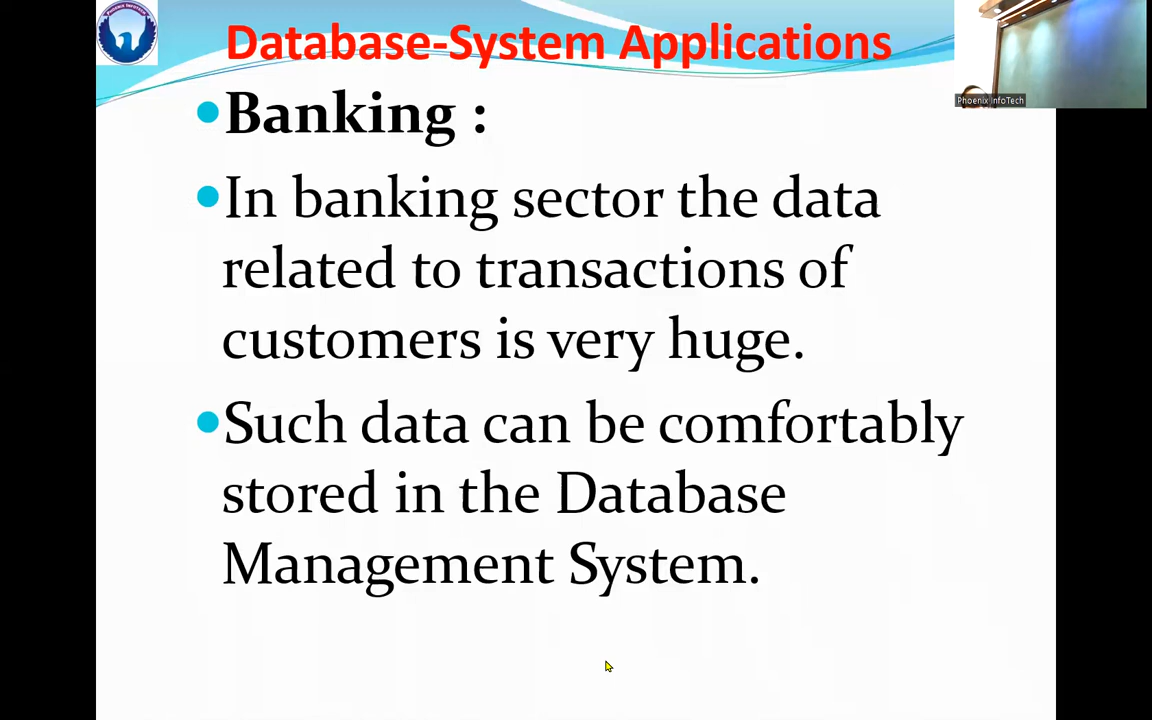 Database-System Applications
Phoenix InfoTech
Banking :
In banking sector the data
related to transactions of
customers is very huge.
Such data can be comfortably
stored in the Database
Management System.